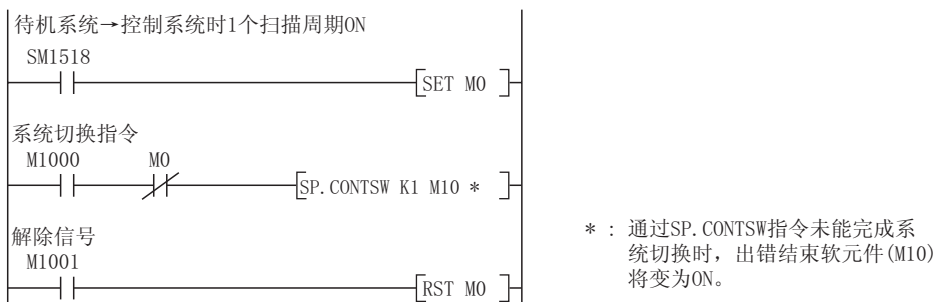 待机系统→控制系统时1个扫描周期ON
SM1518
SET M0
系统切换指令
M1000 M0
SP.CONTSW K1 M10 *
解除信号
M1001
RST M0
* : 通过SP.CONTSW指令未能完成系
统切换时，出错结束软元件(M10)
将变为ON。